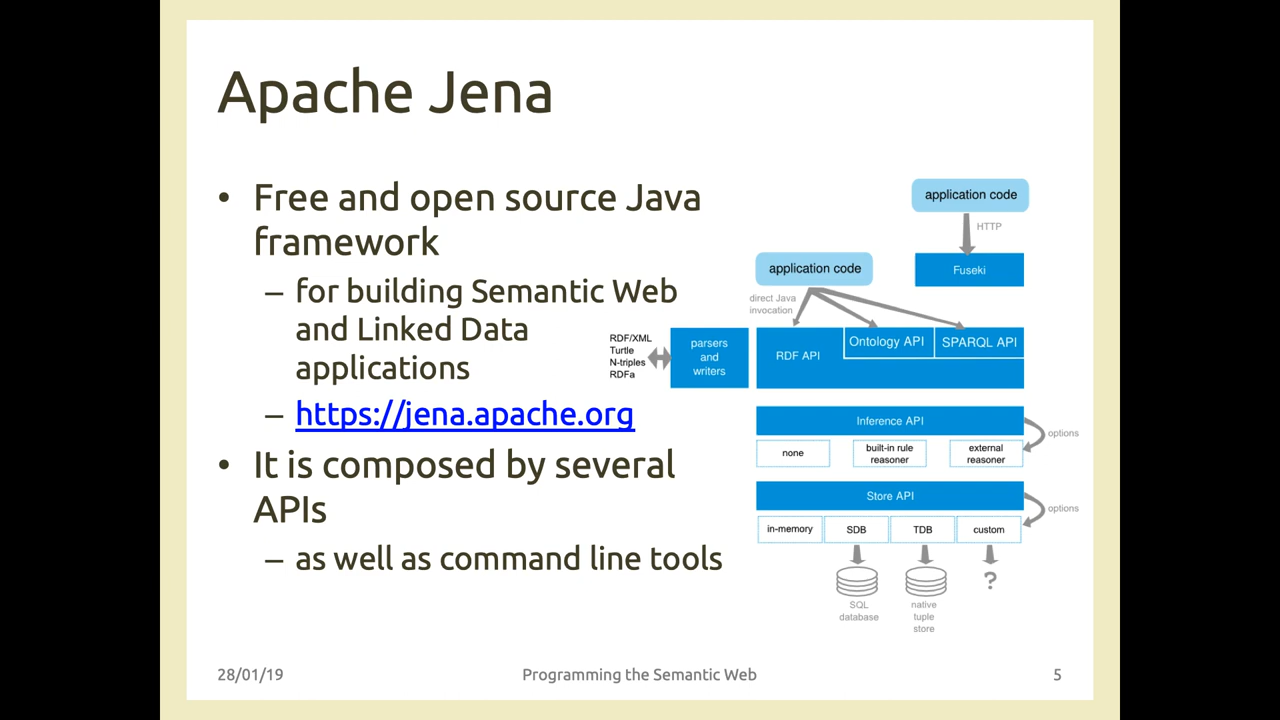 Apache Jena
• Free and open source Java
framework
– for building Semantic Web
and Linked Data
applications
– https://jena.apache.org
• It is composed by several
APIs
– as well as command line tools
application code
HTTP
Fuseki
application code
direct Java
invocation
RDF/XML
Turtle
N-triples
RDFa
parsers
and
writers
RDF API
Ontology API
SPARQL API
Inference API
options
none
built-in rule
reasoner
external
reasoner
Store API
options
in-memory
SDB
TDB
custom
SQL
database
native
tuple
store
?
28/01/19
Programming the Semantic Web
5